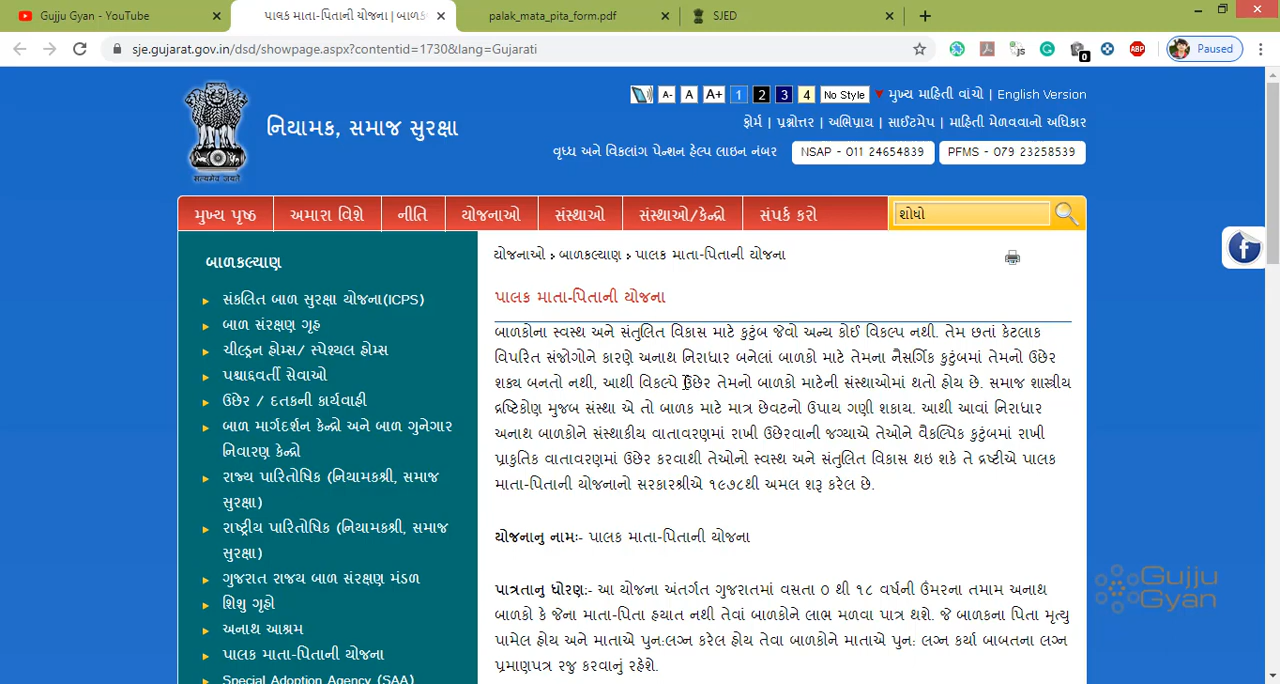 Gujju Gyan - YouTube
પાલક માતા-પિતાની યોજના | બાળક
palak_mata_pita_form.pdf
SJED
sje.gujarat.gov.in/dsd/showpage.aspx?contentid=1730&lang=Gujarati
0
ABP
Paused
A- A A+ 1 2 3 4 No Style મુખ્ય માહિતી વાંચો | English Version
ફોર્મ | પ્રશ્નોત્તર | અભિપ્રાય | સાઈટમેપ | માહિતી મેળવવાનો અધિકાર
सत्यमेव जयते
નિયામક, સમાજ સુરક્ષા
વૃધ્ધ અને વિકલાંગ પેન્શન હેલ્પ લાઇન નંબર NSAP - 011 24654839 PFMS - 079 23258539
મુખ્ય પૃષ્ઠ અમારા વિશે નીતિ યોજનાઓ સંસ્થાઓ સંસ્થાઓ/કેન્દ્રો સંપર્ક કરો શોધો
બાળકલ્યાણ
સંકલિત બાળ સુરક્ષા યોજના(ICPS)
બાળ સંરક્ષણ ગૃહ
ચીલ્ડ્રન હોમ્સ/ સ્પેશ્યલ હોમ્સ
પશ્ચાદ્દવર્તી સેવાઓ
ઉછેર / દતકની કાર્યવાહી
બાળ માર્ગદર્શન કેન્દ્રો અને બાળ ગુનેગાર
નિવારણ કેન્દ્રો
રાજ્ય પારિતોષિક (નિયામકશ્રી, સમાજ
સુરક્ષા)
રાષ્ટ્રીય પારિતોષિક (નિયામકશ્રી, સમાજ
સુરક્ષા)
ગુજરાત રાજય બાળ સંરક્ષણ મંડળ
શિશુ ગૃહો
અનાથ આશ્રમ
પાલક માતા-પિતાની યોજના
Special Adoption Agency (SAA)
યોજનાઓ › બાળકલ્યાણ › પાલક માતા-પિતાની યોજના
પાલક માતા-પિતાની યોજના
બાળકોના સ્વસ્થ અને સંતુલિત વિકાસ માટે કુટુંબ જેવો અન્ય કોઈ વિકલ્પ નથી. તેમ છતાં કેટલાક
વિપરિત સંજોગોને કારણે અનાથ નિરાધાર બનેલાં બાળકો માટે તેમના નૈસર્ગિક કુટુંબમાં તેમનો ઉછેર
શક્ય બનતો નથી, આથી વિકલ્પે ઉછેર તેમનો બાળકો માટેની સંસ્થાઓમાં થતો હોય છે. સમાજ શાસ્ત્રીય
દ્રષ્ટિકોણ મુજબ સંસ્થા એ તો બાળક માટે માત્ર છેવટનો ઉપાય ગણી શકાય. આથી આવાં નિરાધાર
અનાથ બાળકોને સંસ્થાકીય વાતાવરણમાં રાખી ઉછેરવાની જગ્યાએ તેઓને વૈકલ્પિક કુટુંબમાં રાખી
પ્રાકૃતિક વાતાવરણમાં ઉછેર કરવાથી તેઓનો સ્વસ્થ અને સંતુલિત વિકાસ થઇ શકે તે દ્રષ્ટીએ પાલક
માતા-પિતાની યોજનાનો સરકારશ્રીએ ૧૯૭૮થી અમલ શરૂ કરેલ છે.
યોજનાનુ નામઃ- પાલક માતા-પિતાની યોજના
પાત્રતાનુ ધોરણ:- આ યોજના અંતર્ગત ગુજરાતમાં વસતા 0 થી ૧૮ વર્ષની ઉંમરના તમામ અનાથ
બાળકો કે જેના માતા-પિતા હયાત નથી તેવાં બાળકોને લાભ મળવા પાત્ર થશે. જે બાળકના પિતા મૃત્યુ
પામેલ હોય અને માતાએ પુન:લગ્ન કરેલ હોય તેવા બાળકોને માતાએ પુન: લગ્ન કર્યા બાબતના લગ્ન
પ્રમાણપત્ર રજુ કરવાનું રહેશે.
Gujju
Gyan